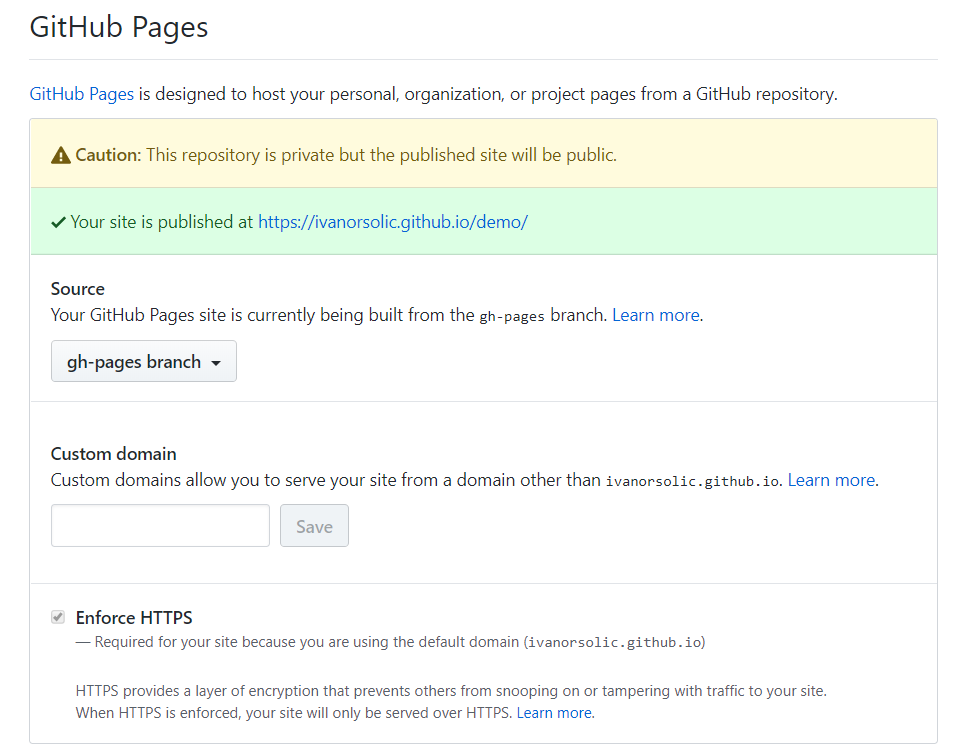 GitHub Pages
GitHub Pages is designed to host your personal, organization, or project pages from a GitHub repository.
Caution: This repository is private but the published site will be public.
Your site is published at https://ivanorsolic.github.io/demo/
Source
Your GitHub Pages site is currently being built from the gh-pages branch. Learn more.
gh-pages branch
Custom domain
Custom domains allow you to serve your site from a domain other than ivanorsolic.github.io. Learn more.
Save
Enforce HTTPS
— Required for your site because you are using the default domain (ivanorsolic.github.io)
HTTPS provides a layer of encryption that prevents others from snooping on or tampering with traffic to your site.
When HTTPS is enforced, your site will only be served over HTTPS. Learn more.